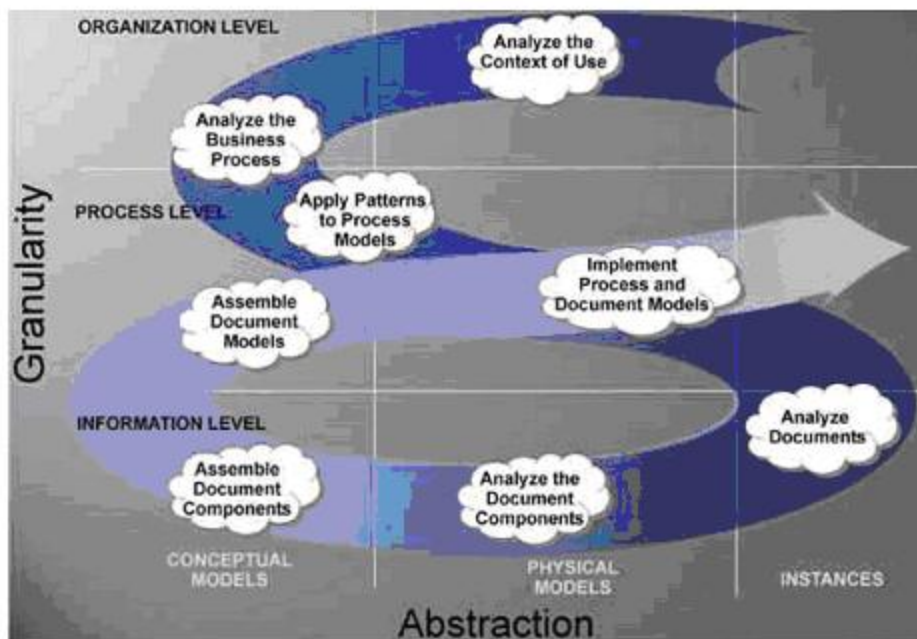 ORGANIZATION LEVEL
Analyze the
Context of Use
Analyze the
Business
Process
PROCESS LEVEL
Apply Patterns
to Process
Models
Granularity
Implement
Process and
Document Models
Assemble
Document
Models
INFORMATION LEVEL
Analyze
Documents
Assemble
Document
Components
Analyze the
Document
Components
CONCEPTUAL
MODELS
PHYSICAL
MODELS
INSTANCES
Abstraction